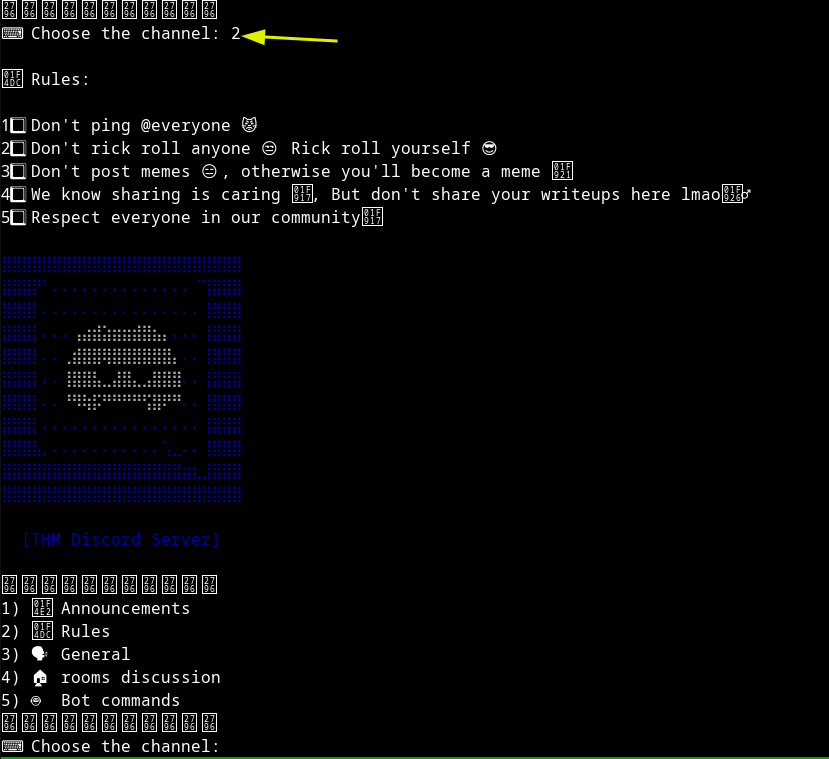 ➖➖➖➖➖➖➖➖➖➖➖
⌨ Choose the channel: 2
📜 Rules:
1️⃣ Don't ping @everyone 😾
2️⃣ Don't rick roll anyone 😒 Rick roll yourself 😎
3️⃣ Don't post memes 😑, otherwise you'll become a meme 🤡
4️⃣ We know sharing is caring 🤗, But don't share your writeups here lmao🤦‍♂
5️⃣ Respect everyone in our community🤗
[THM Discord Server]
➖➖➖➖➖➖➖➖➖➖➖
1) 📢 Announcements
2) 📜 Rules
3) 🗣 General
4) 🏠 rooms discussion
5) 🤖 Bot commands
➖➖➖➖➖➖➖➖➖➖➖
⌨ Choose the channel: